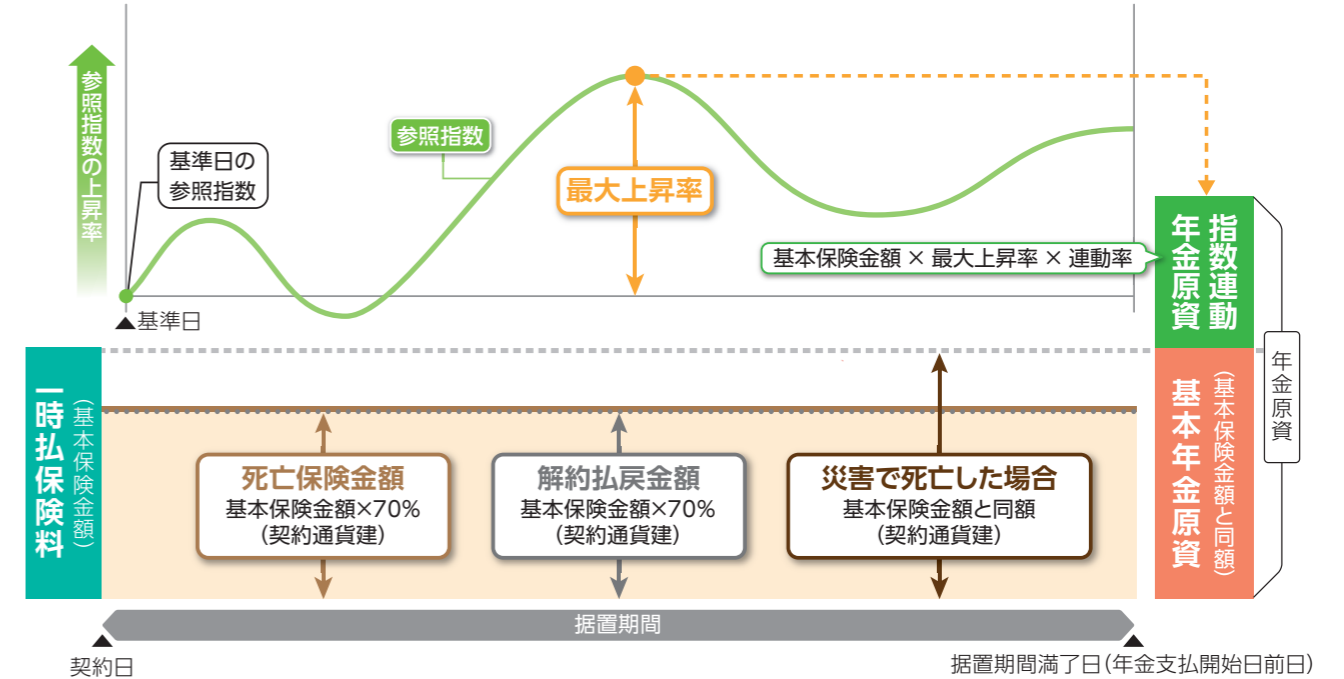 参照指数の上昇率
基準日の
参照指数
参照指数
最大上昇率
基本保険金額 × 最大上昇率 × 連動率
▲基準日
指数連動
年金原資
一時払保険料
（基本保険金額）
死亡保険金額
基本保険金額×70%
（契約通貨建）
解約払戻金額
基本保険金額×70%
（契約通貨建）
災害で死亡した場合
基本保険金額と同額
（契約通貨建）
（基本保険金額と同額）
基本年金原資
年金原資
据置期間
契約日
据置期間満了日（年金支払開始日前日）